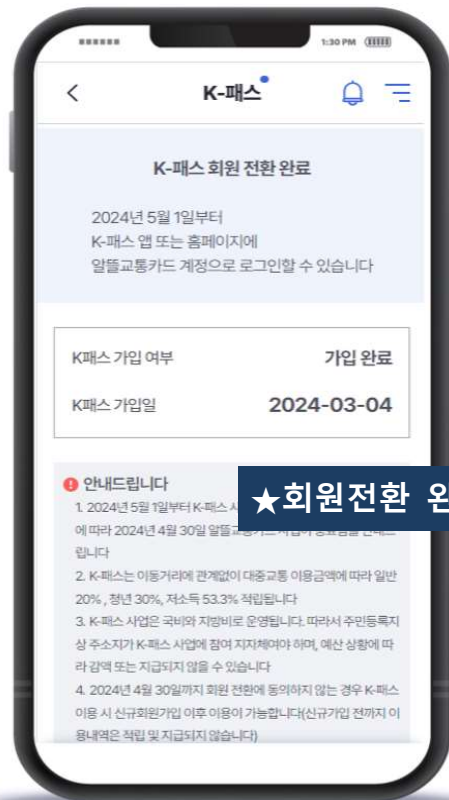 1:30 PM
K-패스
K-패스 회원 전환 완료
2024년 5월 1일부터
K-패스 앱 또는 홈페이지에
알뜰교통카드 계정으로 로그인할 수 있습니다
K패스 가입 여부 가입 완료
K패스 가입일 2024-03-04
안내드립니다
★회원전환 완
1. 2024년 5월 1일부터 K-패스
에 따라 2024년 4월 30일
립니다
2. K-패스는 이동거리에 관계없이 대중교통 이용금액에 따라 일반
20% , 청년 30%, 저소득 53.3% 적립됩니다
3. K-패스 사업은 국비와 지방비로 운영됩니다. 따라서 주민등록지
상 주소지가 K-패스 사업에 참여 지자체여야 하며, 예산 상황에 따
라 감액 또는 지급되지 않을 수 있습니다
4. 2024년 4월 30일까지 회원 전환에 동의하지 않는 경우 K-패스
이용 시 신규회원가입 이후 이용이 가능합니다(신규가입 전까지 이
용내역은 적립 및 지급되지 않습니다)